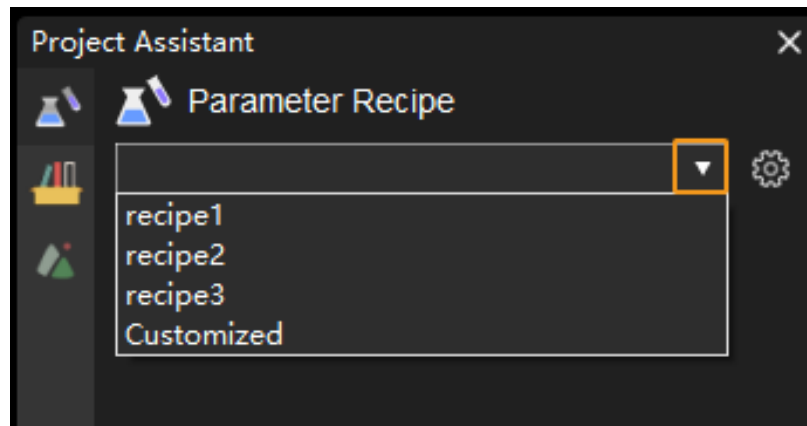 Project Assistant
Parameter Recipe
recipe1
recipe2
recipe3
Customized